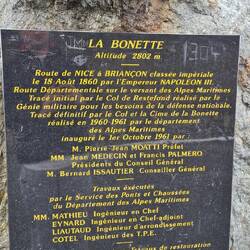 LA BONETTE
Altitude 2802 m.
Route de NICE à BRIANÇON classée impériale
le 18 Août 1860 par l'Empereur NAPOLÉON III.
Route Départementale sur le versant des Alpes Maritimes
Tracé initial par le Col de Restefond réalisé par le
Génie militaire pour les besoins de la défense nationale.
Tracé définitif par le Col et la Cime de la Bonette
réalisé en 1960-1961 par le département
des Alpes Maritimes
inauguré le 1er Octobre 1961 par
M. Pierre-Jean MOATTI Préfet
MM. Jean MEDECIN et Francis PALMERO
Présidents du Conseil Général
M. Bernard ISSAUTIER Conseiller Général
Travaux exécutés
par le Service des Ponts et Chaussées
du Département des Alpes Maritimes
MM. MATHIEU Ingénieur en Chef
EYNARD Ingénieur en Chef-adjoint
LIAUTAUD Ingénieur d'arrondissement
COTEL Ingénieur des T.P.E.
Travaux de restauration